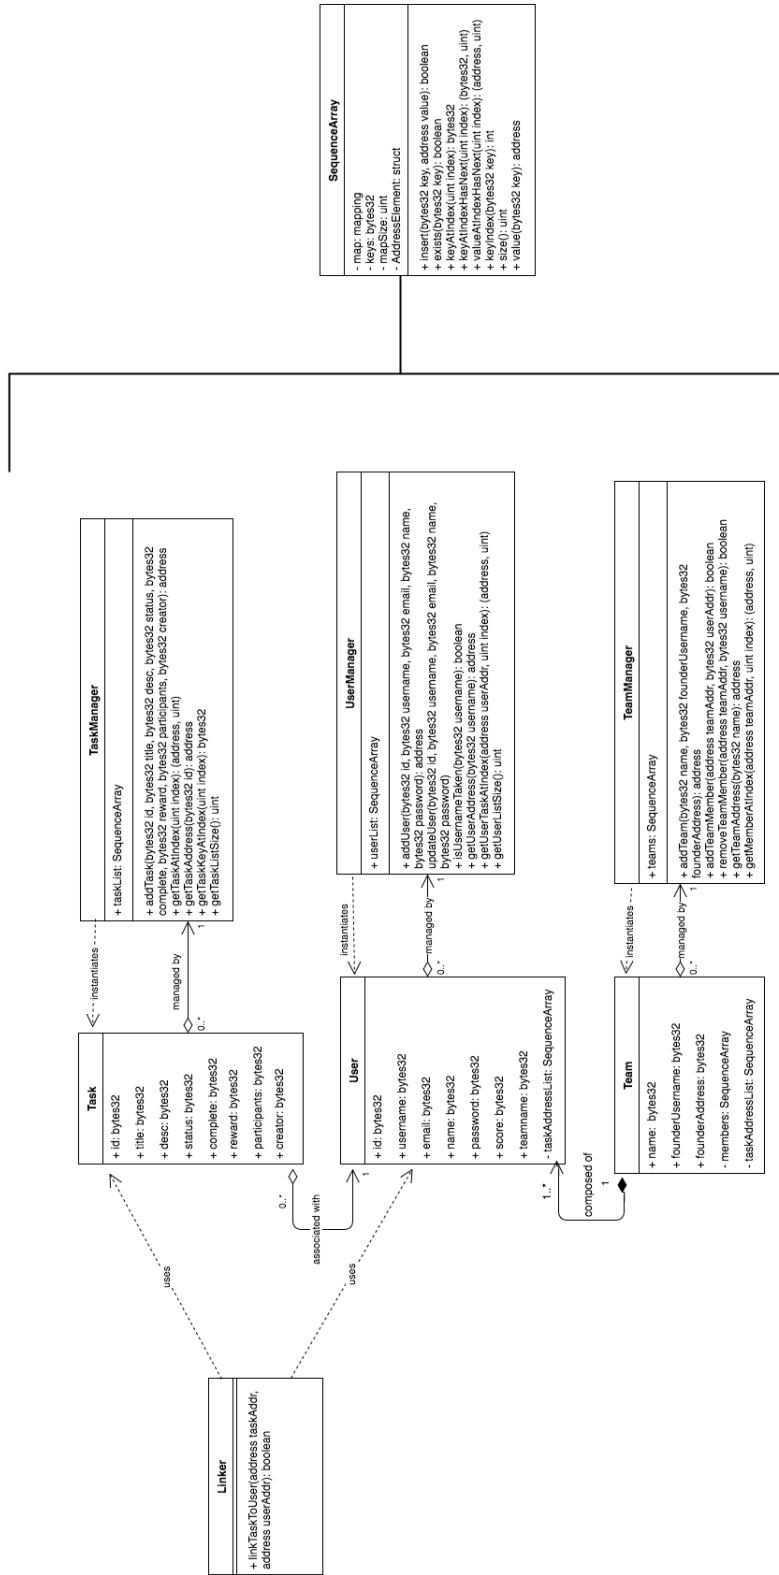 SequenceArray
- map: mapping
- keys: bytes32
- mapSize: uint
- AddressElement: struct
+ insert(bytes32 key, address value): boolean
+ exists(bytes32 key): boolean
+ keyAtIndex(uint index): bytes32
+ keyAtIndexHasNext(uint index): (bytes32, uint)
+ valueAtIndexHasNext(uint index): (address, uint)
+ keyIndex(bytes32 key): int
+ size(): uint
+ value(bytes32 key): address
TaskManager
+ taskList: SequenceArray
+ addTask(bytes32 id, bytes32 title, bytes32 desc, bytes32 status, bytes32
complete, bytes32 reward, bytes32 participants, bytes32 creator): address
+ getTaskAtIndex(uint index): (address, uint)
+ getTaskAddress(bytes32 id): address
+ getTaskKeyAtIndex(uint index): bytes32
+ getTaskListSize(): uint
UserManager
+ userList: SequenceArray
+ addUser(bytes32 id, bytes32 username, bytes32 email, bytes32 name,
bytes32 password): address
updateUser(bytes32 id, bytes32 username, bytes32 email, bytes32 name,
bytes32 password)
+ isUsernameTaken(bytes32 username): boolean
+ getUserAddress(bytes32 username): address
+ getUserTaskAtIndex(address userAddr, uint index): (address, uint)
+ getUserListSize(): uint
TeamManager
+ teams: SequenceArray
+ addTeam(bytes32 name, bytes32 founderUsername, bytes32
founderAddress): address
+ addTeamMember(address teamAddr, bytes32 userAddr): boolean
+ removeTeamMember(address teamAddr, bytes32 username): boolean
+ getTeamAddress(bytes32 name): address
+ getMemberAtIndex(address teamAddr, uint index): (address, uint)
instantiates
managed by
1
0..*
instantiates
managed by
1
0..*
instantiates
managed by
1
0..*
Task
+ id: bytes32
+ title: bytes32
+ desc: bytes32
+ status: bytes32
+ complete: bytes32
+ reward: bytes32
+ participants: bytes32
+ creator: bytes32
User
+ id: bytes32
+ username: bytes32
+ email: bytes32
+ name: bytes32
+ password: bytes32
+ score: bytes32
+ teamname: bytes32
- taskAddressList: SequenceArray
Team
+ name: bytes32
+ founderUsername: bytes32
+ founderAddress: bytes32
- members: SequenceArray
- taskAddressList: SequenceArray
0..*
associated with
1
1..*
composed of
1
uses
uses
Linker
+ linkTaskToUser(address taskAddr,
address userAddr): boolean